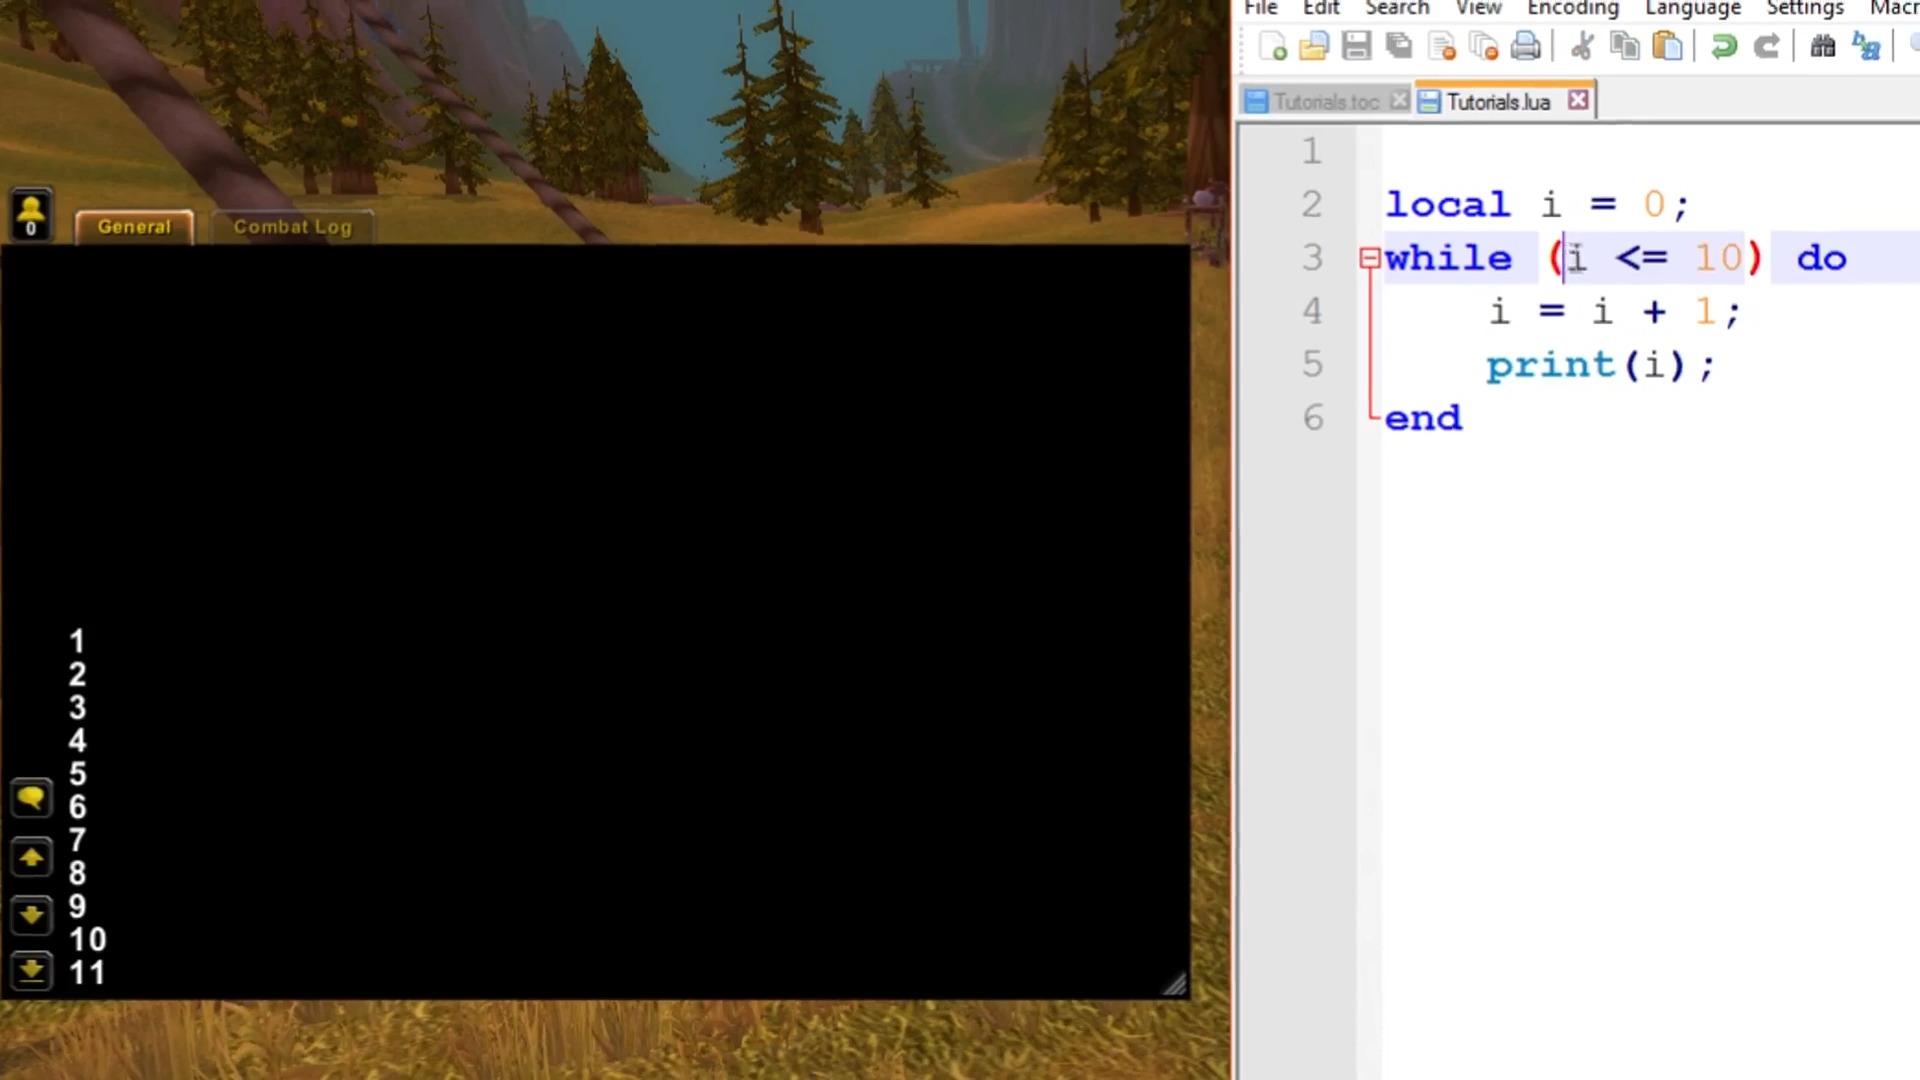 File Edit Search View Encoding Language Settings Macr
Tutorials.toc Tutorials.lua
1
2 local i = 0;
3 while (i <= 10) do
4 i = i + 1;
5 print(i);
6 end
0
General Combat Log
1
2
3
4
5
6
7
8
9
10
11